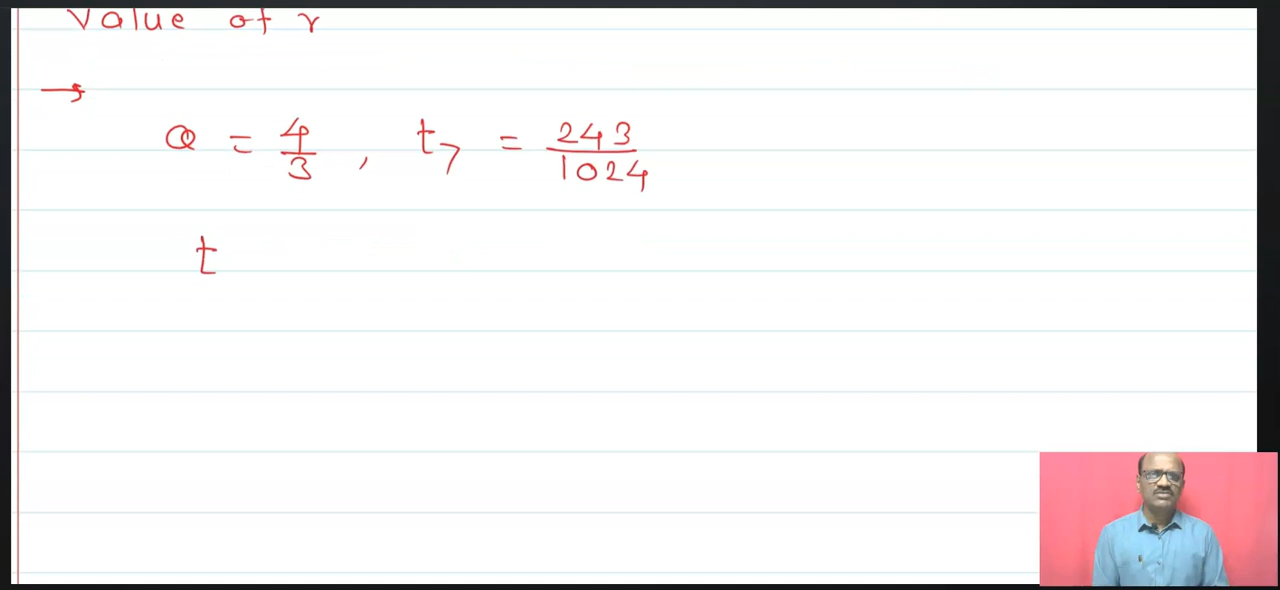 Value of r
→
a = 4/3 , t₇ = 243/1024
t